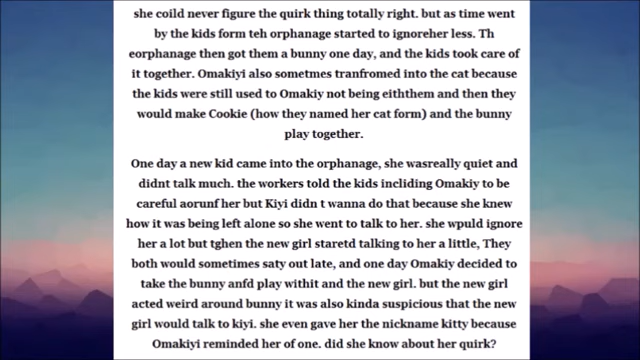 she coild never figure the quirk thing totally right. but as time went
by the kids form teh orphanage started to ignoreher less. Th
eorphanage then got them a bunny one day, and the kids took care of
it together. Omakiyi also sometmes tranfromed into the cat because
the kids were still used to Omakiy not being eiththem and then they
would make Cookie (how they named her cat form) and the bunny
play together.
One day a new kid came into the orphanage, she wasreally quiet and
didnt talk much. the workers told the kids incliding Omakiy to be
careful aorunf her but Kiyi didn t wanna do that because she knew
how it was being left alone so she went to talk to her. she wpuld ignore
her a lot but tghen the new girl staretd talking to her a little, They
both would sometimes saty out late, and one day Omakiy decided to
take the bunny anfd play withit and the new girl. but the new girl
acted weird around bunny it was also kinda suspicious that the new
girl would talk to kiyi. she even gave her the nickname kitty because
Omakiyi reminded her of one. did she know about her quirk?